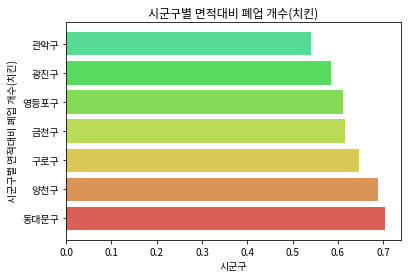 시군구별 면적대비 폐업 개수(치킨)
시군구별 면적대비 폐업 개수(치킨)
관악구
광진구
영등포구
금천구
구로구
양천구
동대문구
0.0 0.1 0.2 0.3 0.4 0.5 0.6 0.7
시군구